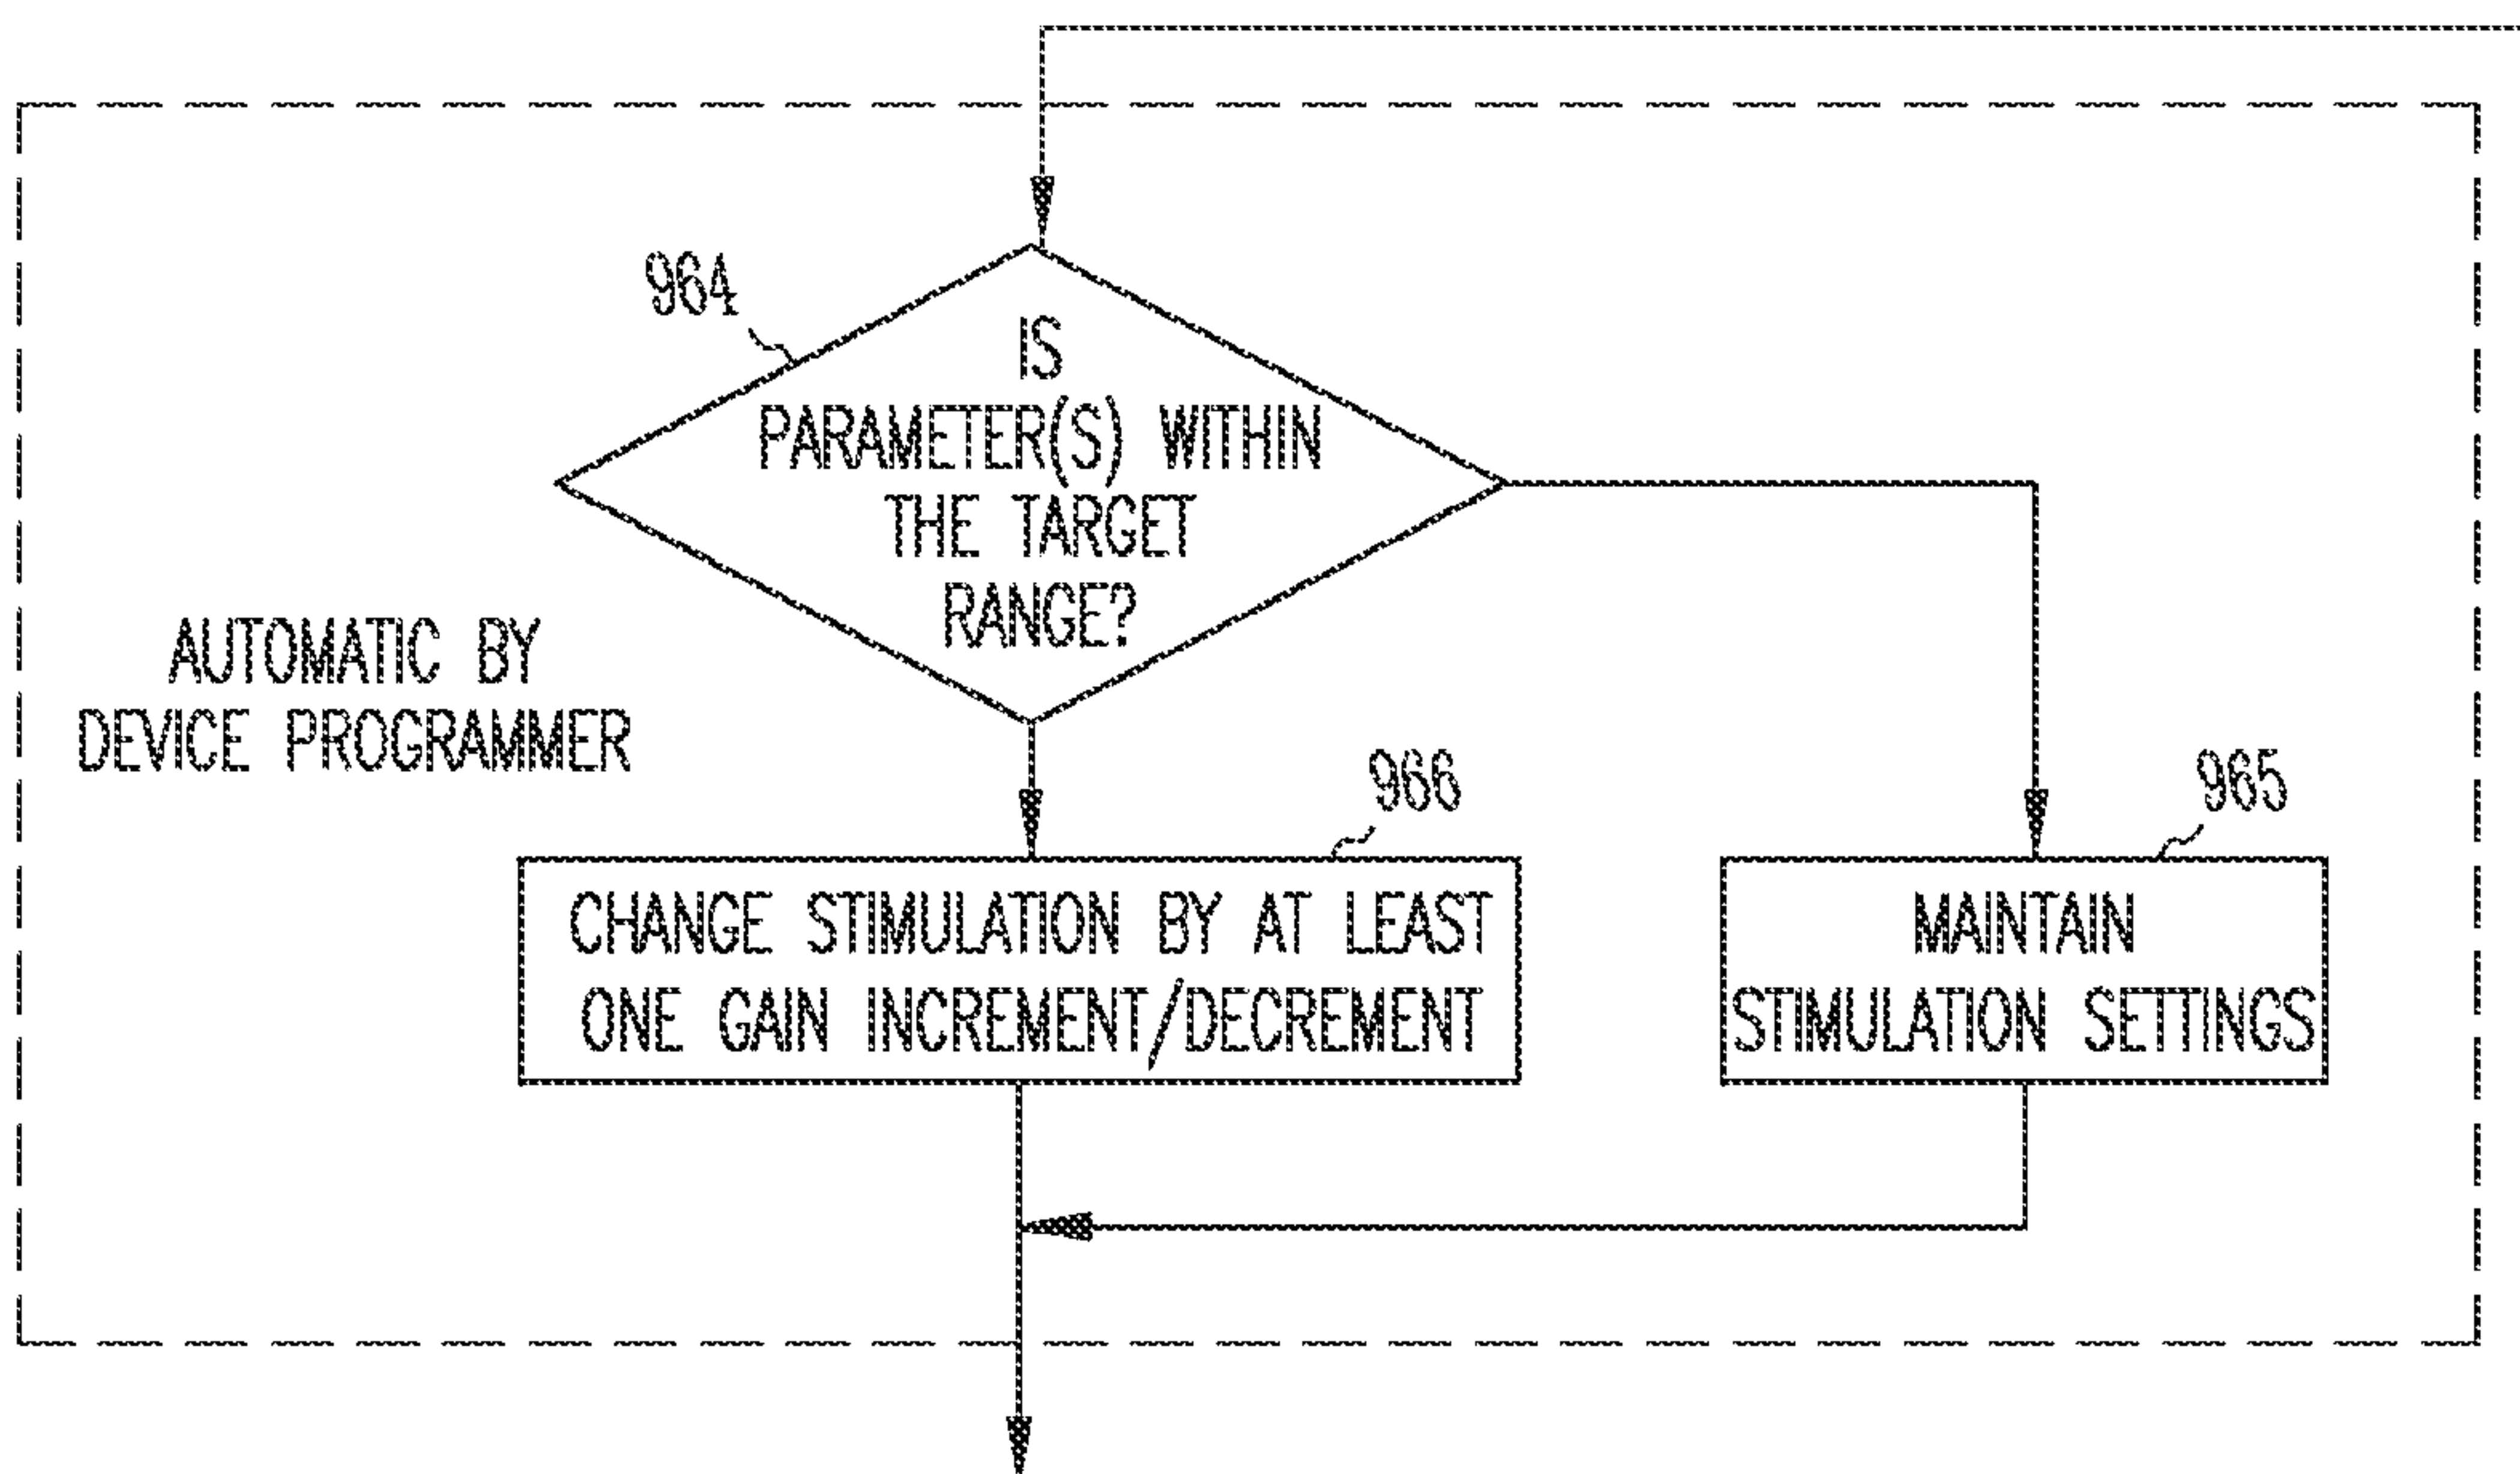 964
IS
PARAMETER(S) WITHIN
THE TARGET
RANGE?
AUTOMATIC BY
DEVICE PROGRAMMER
966
CHANGE STIMULATION BY AT LEAST
ONE GAIN INCREMENT/DECREMENT
965
MAINTAIN
STIMULATION SETTINGS